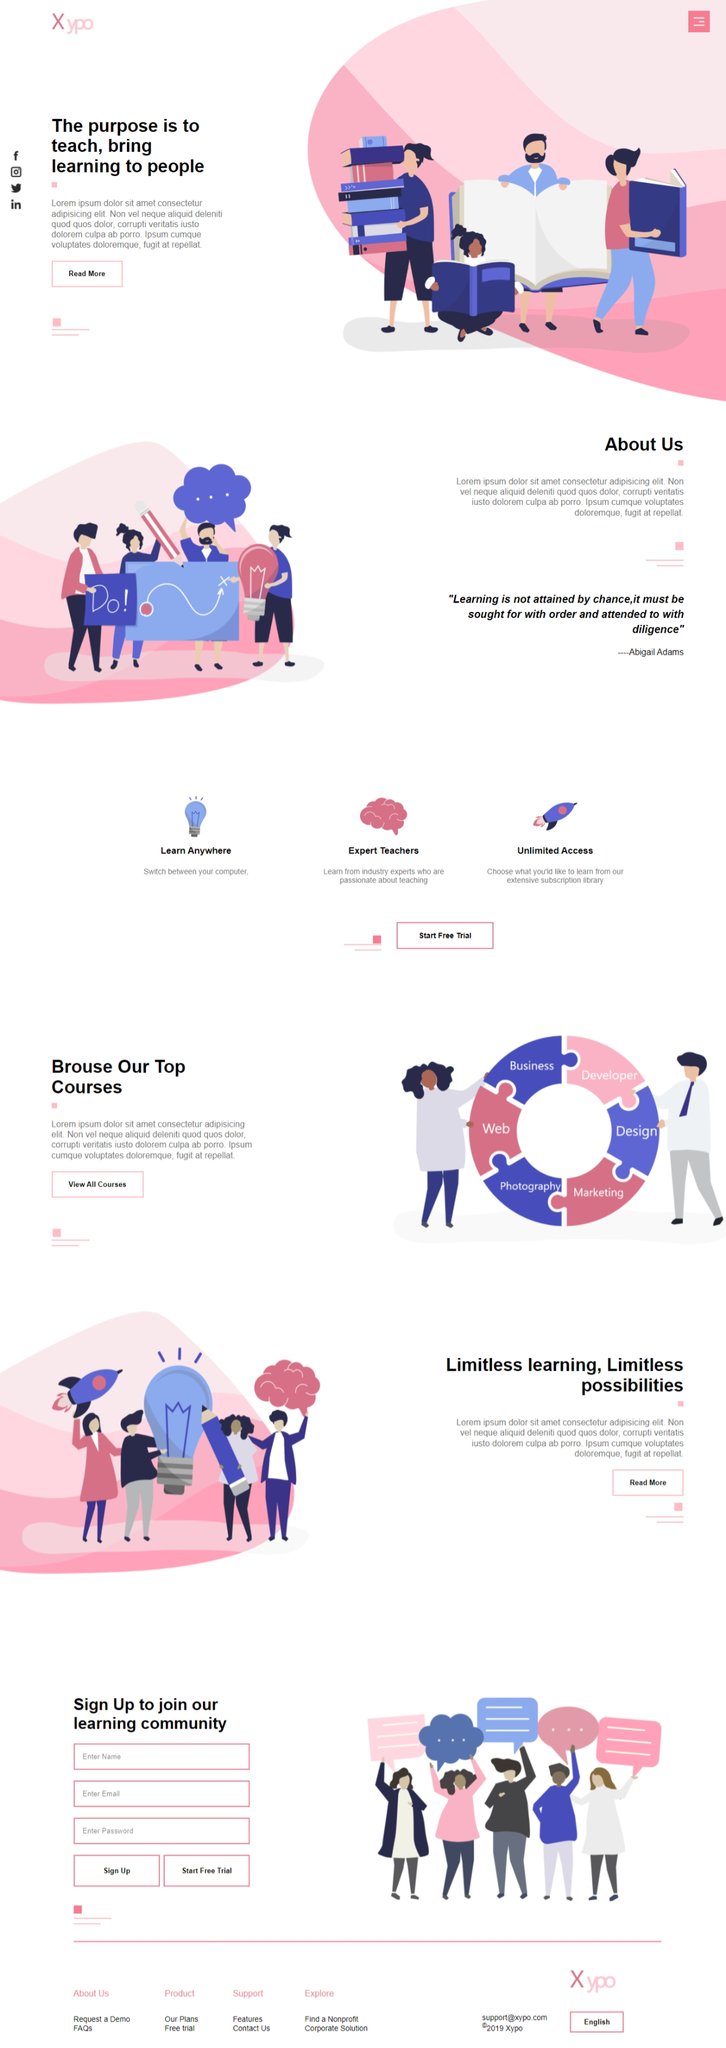 X ypo
The purpose is to
teach, bring
learning to people
Lorem ipsum dolor sit amet consectetur
adipisicing elit. Non vel neque aliquid deleniti
quod quos dolor, corrupti veritatis iusto
dolorem culpa ab porro. Ipsum cumque
voluptates doloremque, fugit at repellat.
Read More
About Us
Lorem ipsum dolor sit amet consectetur adipisicing elit. Non
vel neque aliquid deleniti quod quos dolor, corrupti veritatis
iusto dolorem culpa ab porro. Ipsum cumque voluptates
doloremque, fugit at repellat.
Do!
"Learning is not attained by chance,it must be
sought for with order and attended to with
diligence"
----Abigail Adams
Learn Anywhere
Switch between your computer,
Expert Teachers
Learn from industry experts who are
passionate about teaching
Unlimited Access
Choose what you'ld like to learn from our
extensive subscription library
Start Free Trial
Brouse Our Top
Courses
Lorem ipsum dolor sit amet consectetur adipisicing
elit. Non vel neque aliquid deleniti quod quos dolor,
corrupti veritatis iusto dolorem culpa ab porro. Ipsum
cumque voluptates doloremque, fugit at repellat.
View All Courses
Business
Developer
Web
Design
Photography
Marketing
Limitless learning, Limitless
possibilities
Lorem ipsum dolor sit amet consectetur adipisicing elit. Non
vel neque aliquid deleniti quod quos dolor, corrupti veritatis
iusto dolorem culpa ab porro. Ipsum cumque voluptates
doloremque, fugit at repellat.
Read More
Sign Up to join our
learning community
Enter Name
Enter Email
Enter Password
Sign Up
Start Free Trial
About Us
Request a Demo
FAQs
Product
Our Plans
Free trial
Support
Features
Contact Us
Explore
Find a Nonprofit
Corporate Solution
support@xypo.com
©2019 Xypo
X ypo
English